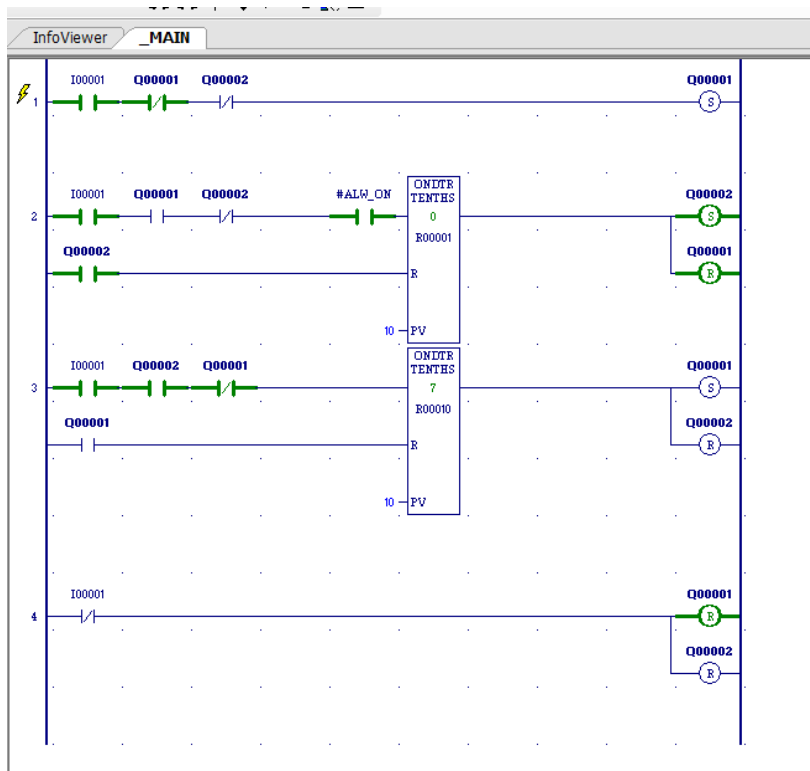 InfoViewer _MAIN
I00001 Q00001 Q00002 Q00001
1 S
I00001 Q00001 Q00002 #ALW_ON ONDTR TENTHS Q00002
2 0 S
R00001
Q00002 Q00001
R R
10 PV
I00001 Q00002 Q00001 ONDTR TENTHS Q00001
3 7 S
R00010
Q00001 Q00002
R R
10 PV
I00001 Q00001
4 R
Q00002
R